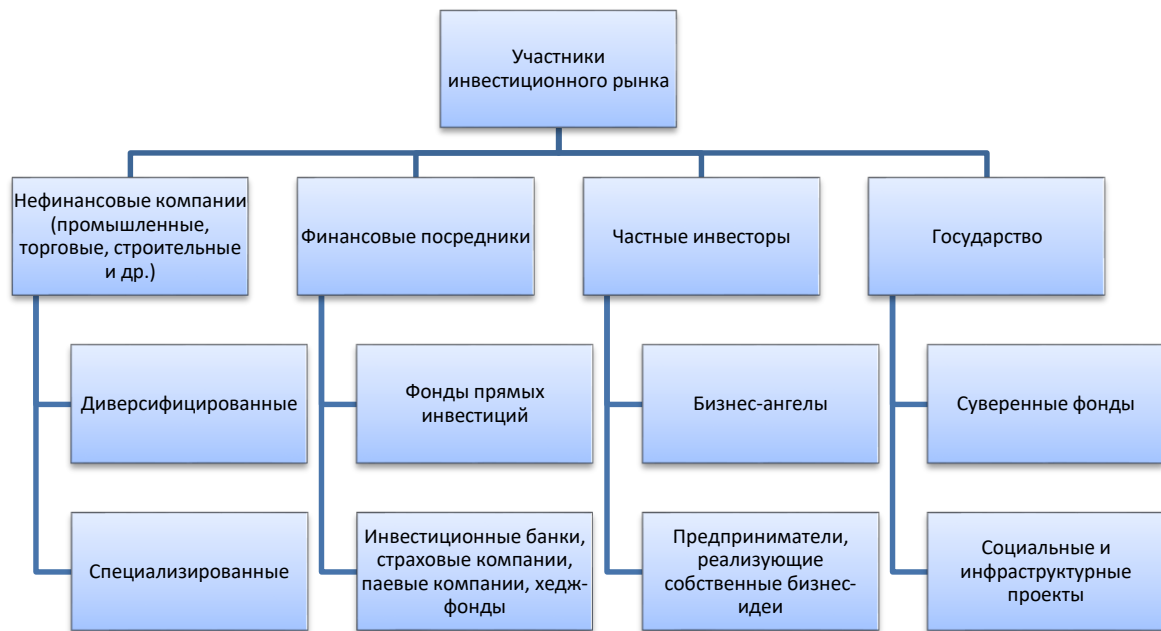 Участники
инвестиционного рынка
Нефинансовые компании
(промышленные,
торговые, строительные
и др.)
Финансовые посредники
Частные инвесторы
Государство
Диверсифицированные
Фонды прямых
инвестиций
Бизнес-ангелы
Суверенные фонды
Специализированные
Инвестиционные банки,
страховые компании,
паевые компании, хедж-
фонды
Предприниматели,
реализующие
собственные бизнес-
идеи
Социальные и
инфраструктурные
проекты